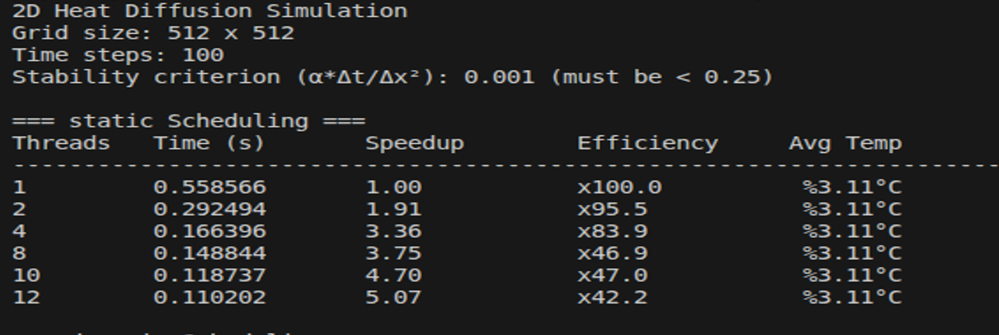 2D Heat Diffusion Simulation
Grid size: 512 x 512
Time steps: 100
Stability criterion (α*Δt/Δx²): 0.001 (must be < 0.25)
=== static Scheduling ===
Threads Time (s) Speedup Efficiency Avg Temp
----------------------------------------------------------------------
1 0.558566 1.00 x100.0 %3.11°C
2 0.292494 1.91 x95.5 %3.11°C
4 0.166396 3.36 x83.9 %3.11°C
8 0.148844 3.75 x46.9 %3.11°C
10 0.118737 4.70 x47.0 %3.11°C
12 0.110202 5.07 x42.2 %3.11°C